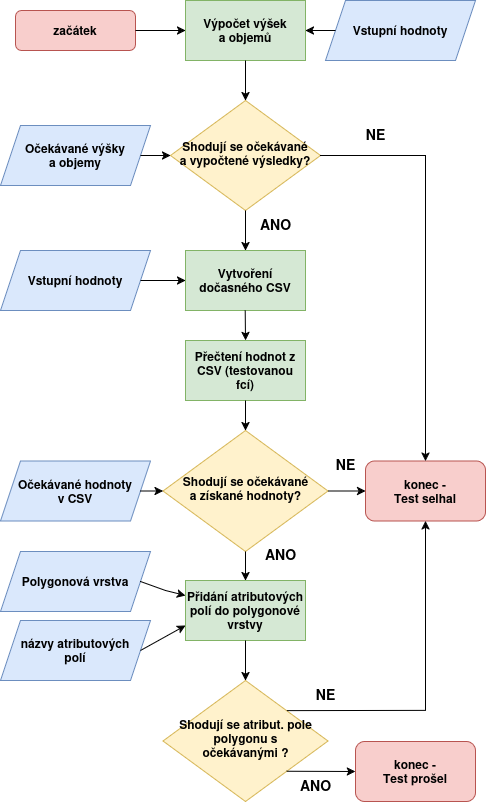 začátek
Výpočet výšek
a objemů
Vstupní hodnoty
Očekávané výšky
a objemy
Shodují se očekávané
a vypočtené výsledky?
NE
ANO
Vstupní hodnoty
Vytvoření
dočasného CSV
Přečtení hodnot z
CSV (testovanou
fcí)
Očekávané hodnoty
v CSV
Shodují se očekávané
a získané hodnoty?
NE
konec -
Test selhal
ANO
Polygonová vrstva
názvy atributových
polí
Přidání atributových
polí do polygonové
vrstvy
Shodují se atribut. pole
polygonu s
očekávanými ?
NE
ANO
konec -
Test prošel